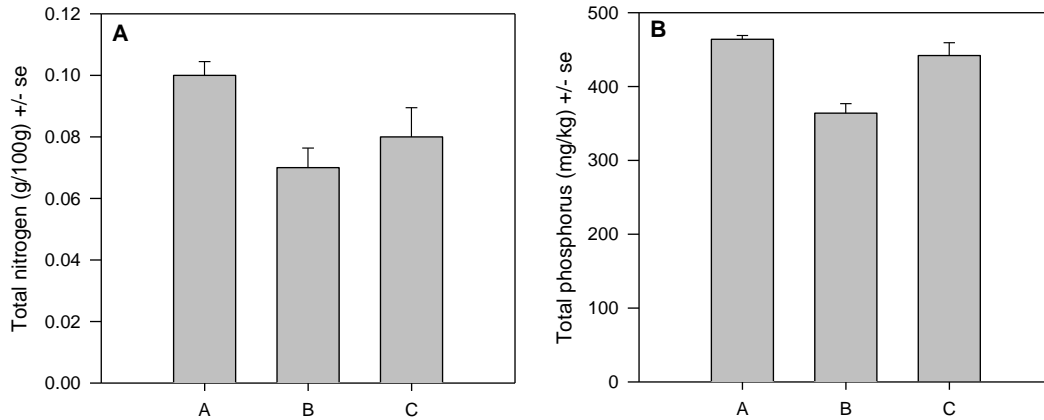 A
Total nitrogen (g/100g) +/- se
0.12
0.10
0.08
0.06
0.04
0.02
0.00
A B C
B
Total phosphorus (mg/kg) +/- se
500
400
300
200
100
0
A B C